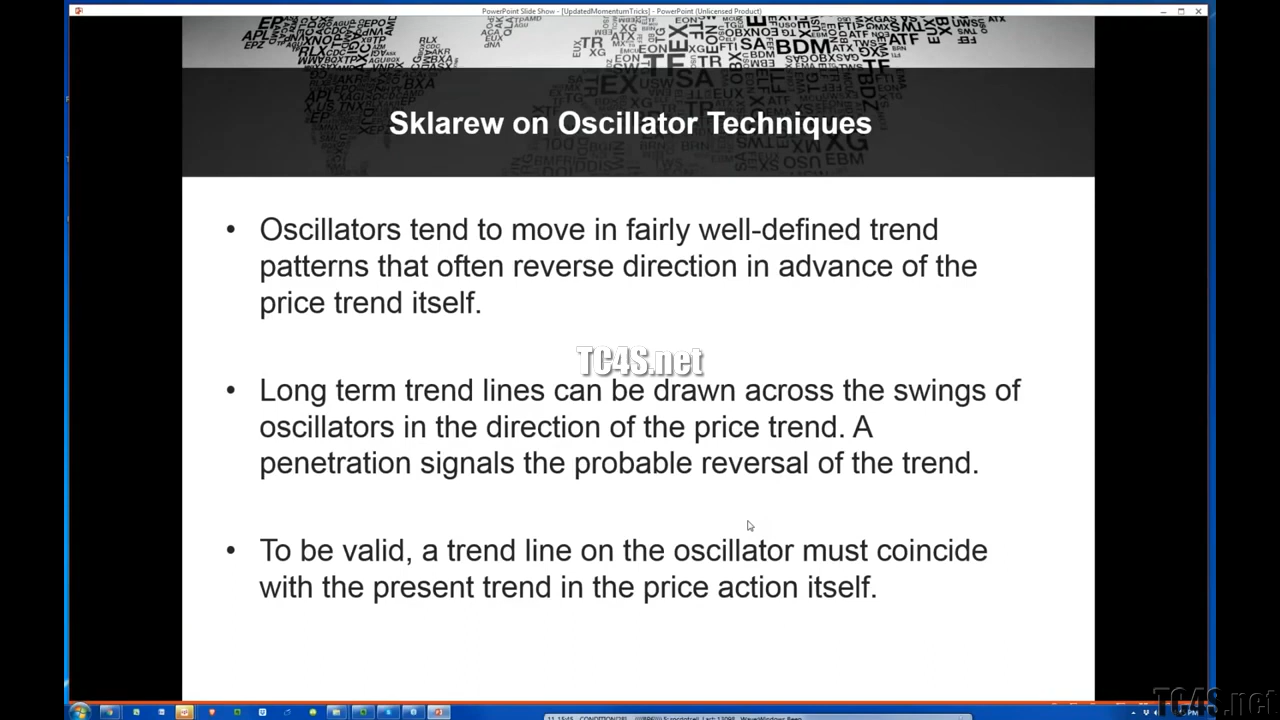 PowerPoint Slide Show - [UpdatedMomentumTricks] - PowerPoint (Unlicensed Product)
Sklarew on Oscillator Techniques
• Oscillators tend to move in fairly well-defined trend
patterns that often reverse direction in advance of the
price trend itself.
TC4S.net
• Long term trend lines can be drawn across the swings of
oscillators in the direction of the price trend. A
penetration signals the probable reversal of the trend.
• To be valid, a trend line on the oscillator must coincide
with the present trend in the price action itself.
TC4S.net